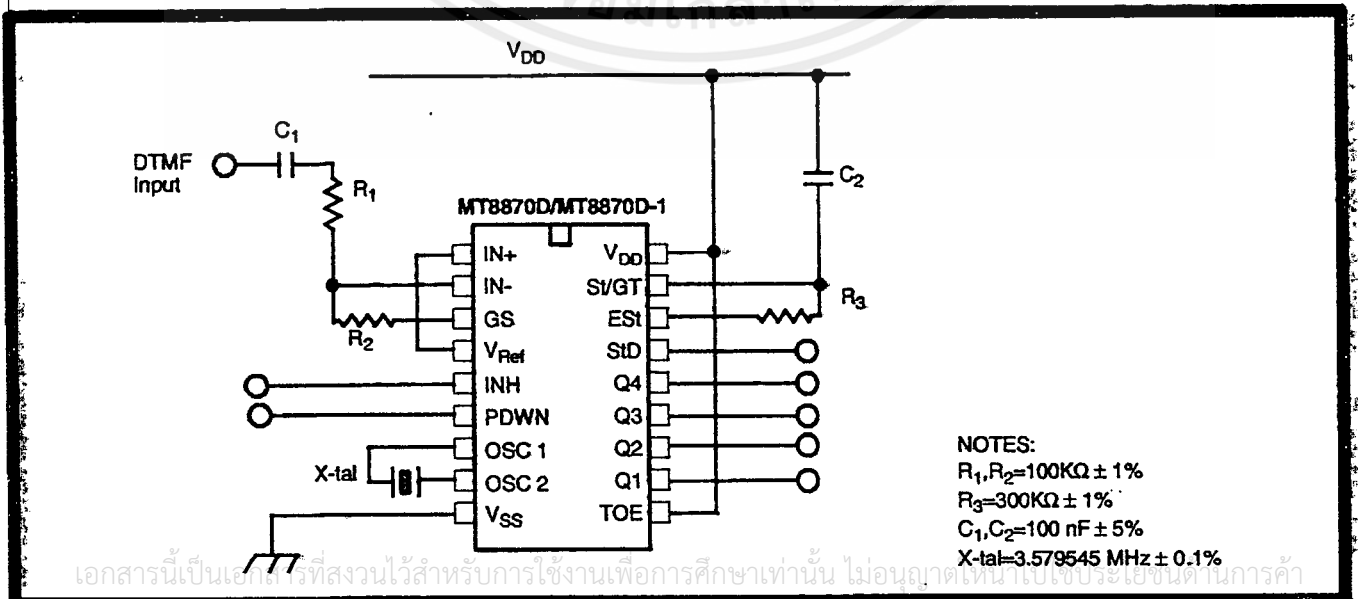 V_DD
C₁
DTMF
Input
R₁
C₂
MT8870D/MT8870D-1
IN+
V_DD
IN-
St/GT
R₃
GS
ESt
R₂
V_Ref
StD
INH
Q4
PDWN
Q3
OSC 1
Q2
X-tal
OSC 2
Q1
V_SS
TOE
NOTES:
R₁,R₂=100KΩ ± 1%
R₃=300KΩ ± 1%
C₁,C₂=100 nF ± 5%
X-tal=3.579545 MHz ± 0.1%
เอกสารนี้เป็นเอกสารที่สงวนไว้สำหรับการใช้งานเพื่อการศึกษาเท่านั้น ไม่อนุญาตให้นำไปใช้ประโยชน์ด้านการค้า